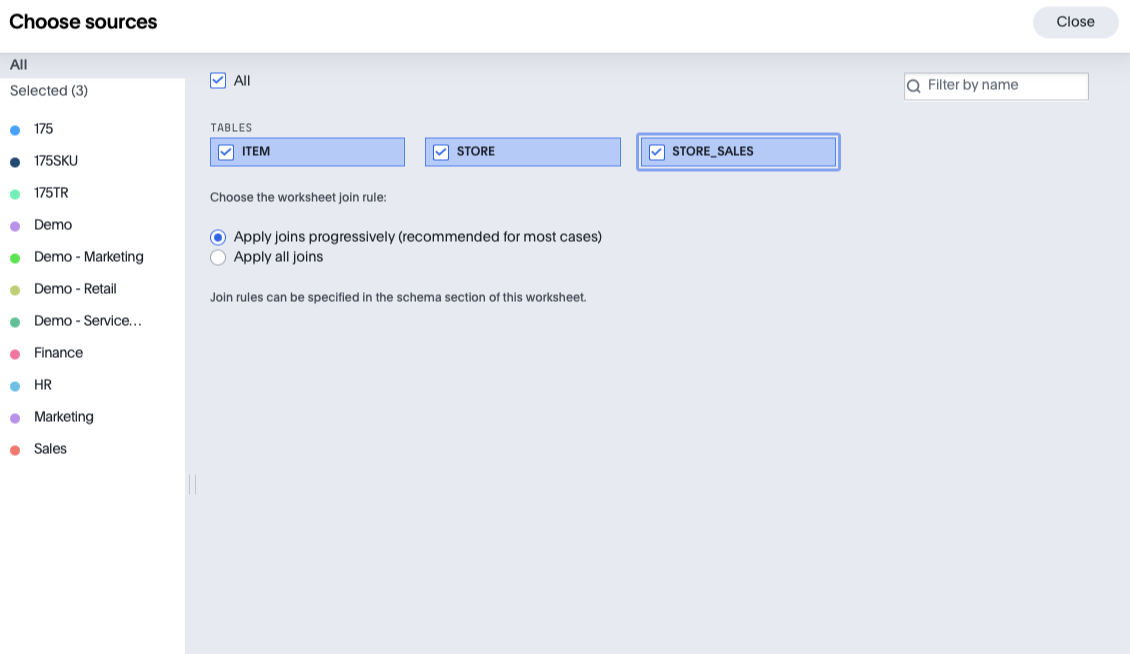 Choose sources
Close
All
Selected (3)
175
175SKU
175TR
Demo
Demo - Marketing
Demo - Retail
Demo - Service...
Finance
HR
Marketing
Sales
All
Filter by name
TABLES
ITEM
STORE
STORE_SALES
Choose the worksheet join rule:
Apply joins progressively (recommended for most cases)
Apply all joins
Join rules can be specified in the schema section of this worksheet.